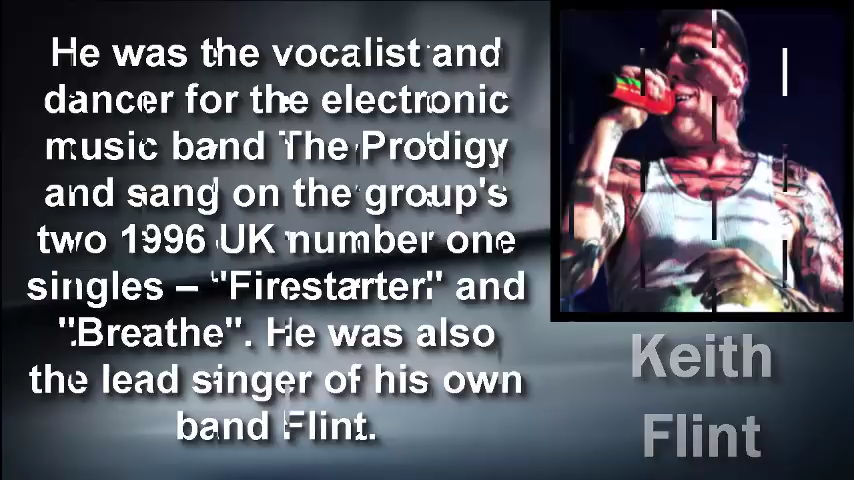 He was the vocalist and
dancer for the electronic
music band The Prodigy
and sang on the group's
two 1996 UK number one
singles – "Firestarter" and
"Breathe". He was also
the lead singer of his own
band Flint.
Keith
Flint